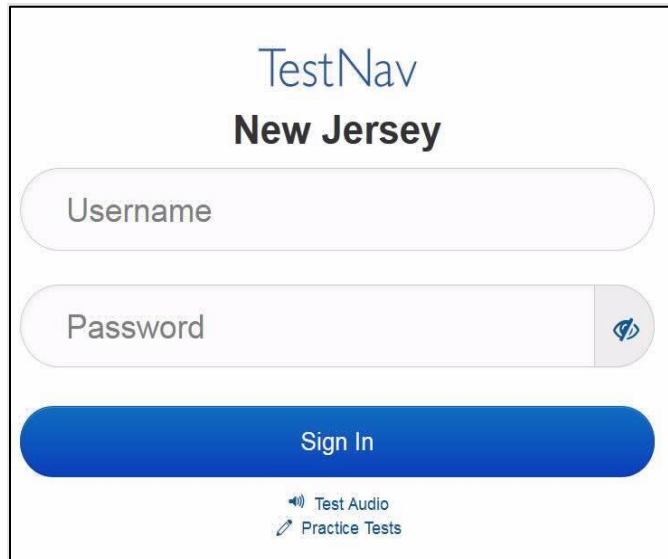 TestNav
New Jersey
Username
Password
Sign In
Test Audio
Practice Tests